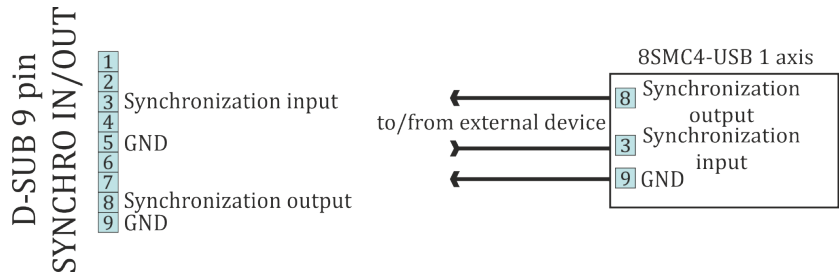 D-SUB 9 pin
SYNCHRO IN/OUT
1
2
3 Synchronization input
4
5 GND
6
7
8 Synchronization output
9 GND
to/from external device
8SMC4-USB 1 axis
8 Synchronization
output
3 Synchronization
input
9 GND